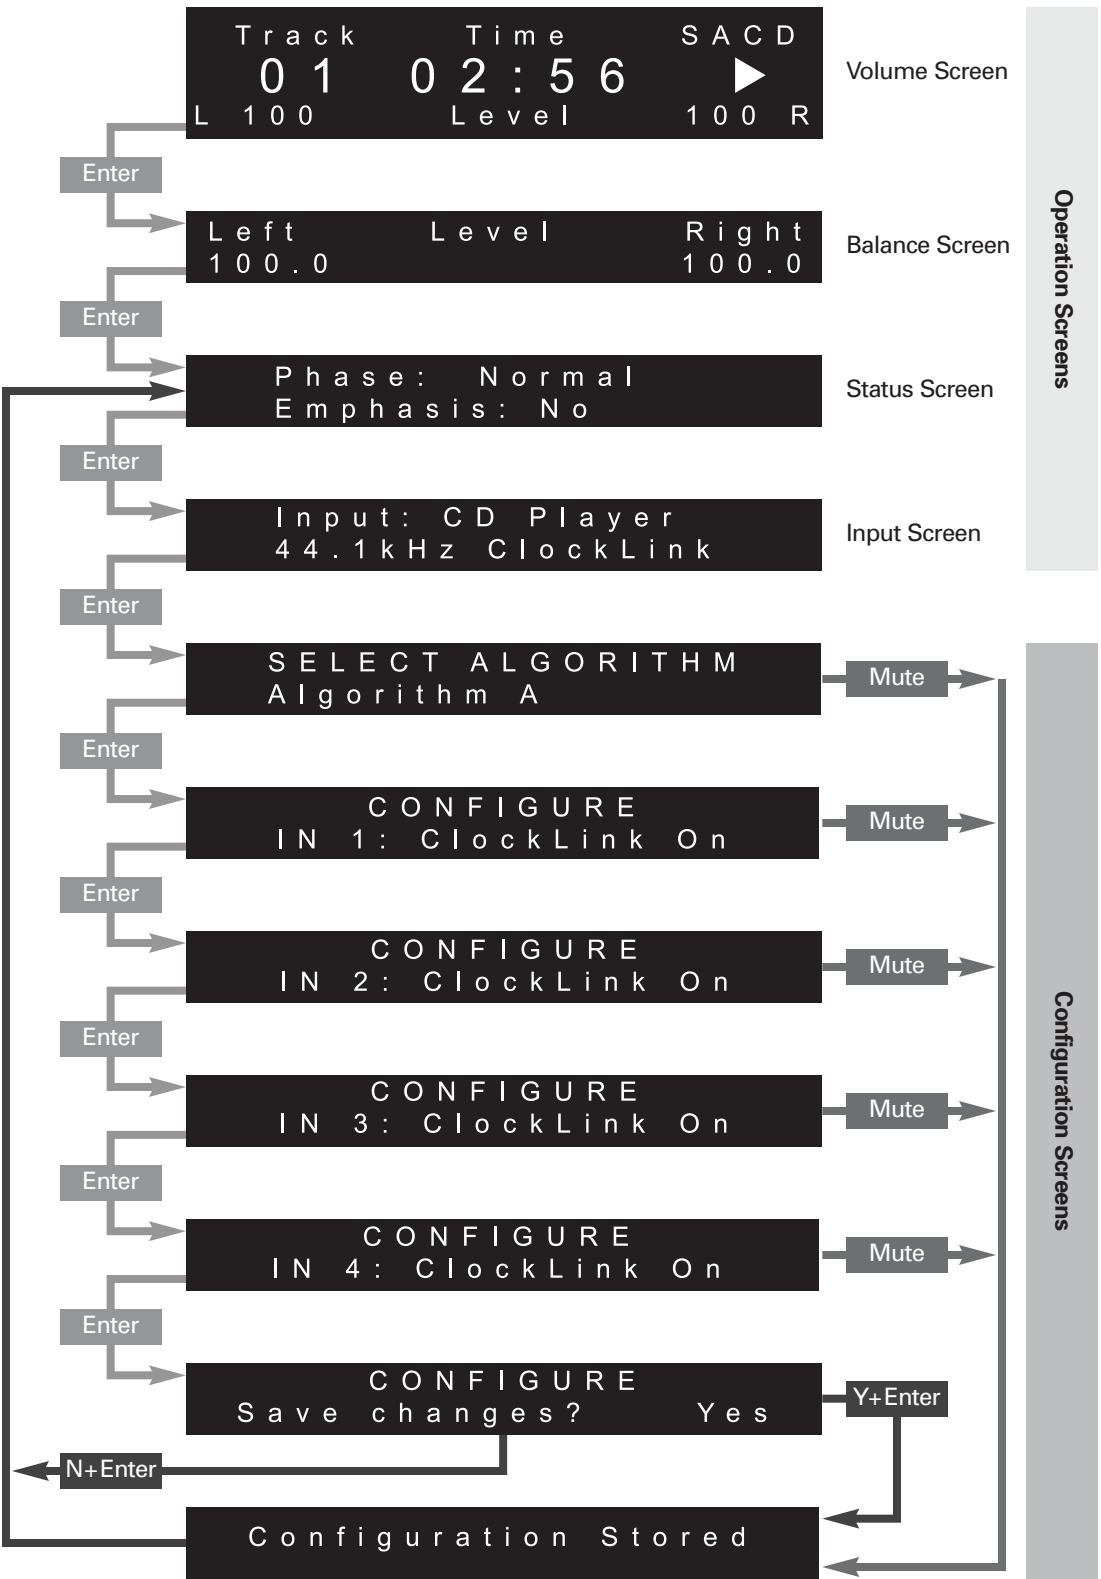 Track Time SACD
01 02:56
L 100 Level 100 R
Volume Screen
Enter
Left Level Right
100.0 100.0
Balance Screen
Enter
Phase: Normal
Emphasis: No
Status Screen
Enter
Input: CD Player
44.1kHz ClockLink
Input Screen
Operation Screens
Enter
SELECT ALGORITHM
Algorithm A
Mute
Enter
CONFIGURE
IN 1: ClockLink On
Mute
Enter
CONFIGURE
IN 2: ClockLink On
Mute
Enter
CONFIGURE
IN 3: ClockLink On
Mute
Enter
CONFIGURE
IN 4: ClockLink On
Mute
Enter
CONFIGURE
Save changes? Yes
Y+Enter
N+Enter
Configuration Stored
Configuration Screens